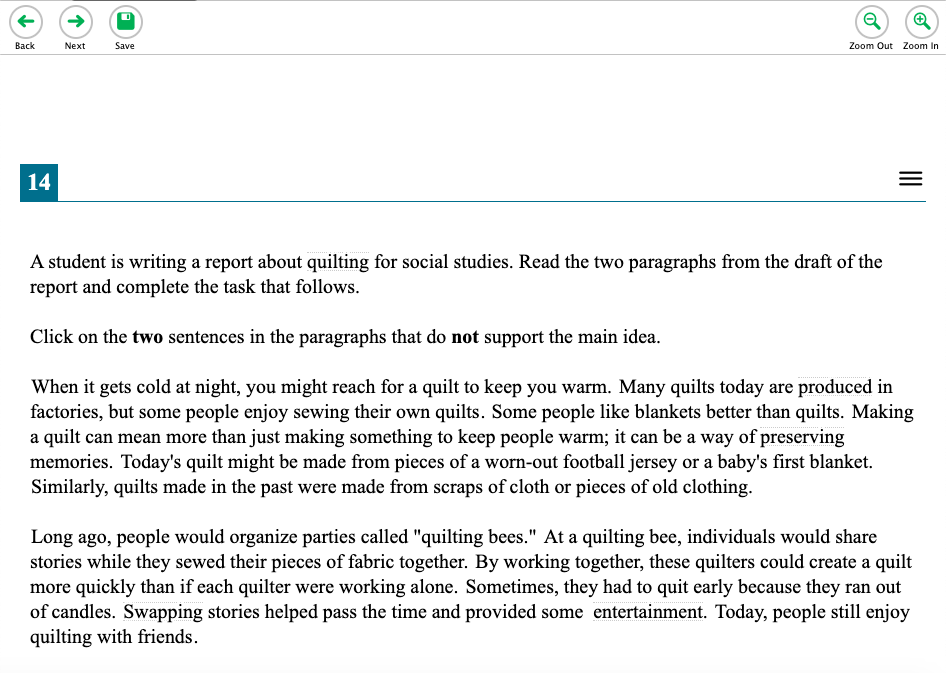 Back Next Save Zoom Out Zoom In
14
A student is writing a report about quilting for social studies. Read the two paragraphs from the draft of the
report and complete the task that follows.
Click on the two sentences in the paragraphs that do not support the main idea.
When it gets cold at night, you might reach for a quilt to keep you warm. Many quilts today are produced in
factories, but some people enjoy sewing their own quilts. Some people like blankets better than quilts. Making
a quilt can mean more than just making something to keep people warm; it can be a way of preserving
memories. Today's quilt might be made from pieces of a worn-out football jersey or a baby's first blanket.
Similarly, quilts made in the past were made from scraps of cloth or pieces of old clothing.
Long ago, people would organize parties called "quilting bees." At a quilting bee, individuals would share
stories while they sewed their pieces of fabric together. By working together, these quilters could create a quilt
more quickly than if each quilter were working alone. Sometimes, they had to quit early because they ran out
of candles. Swapping stories helped pass the time and provided some entertainment. Today, people still enjoy
quilting with friends.